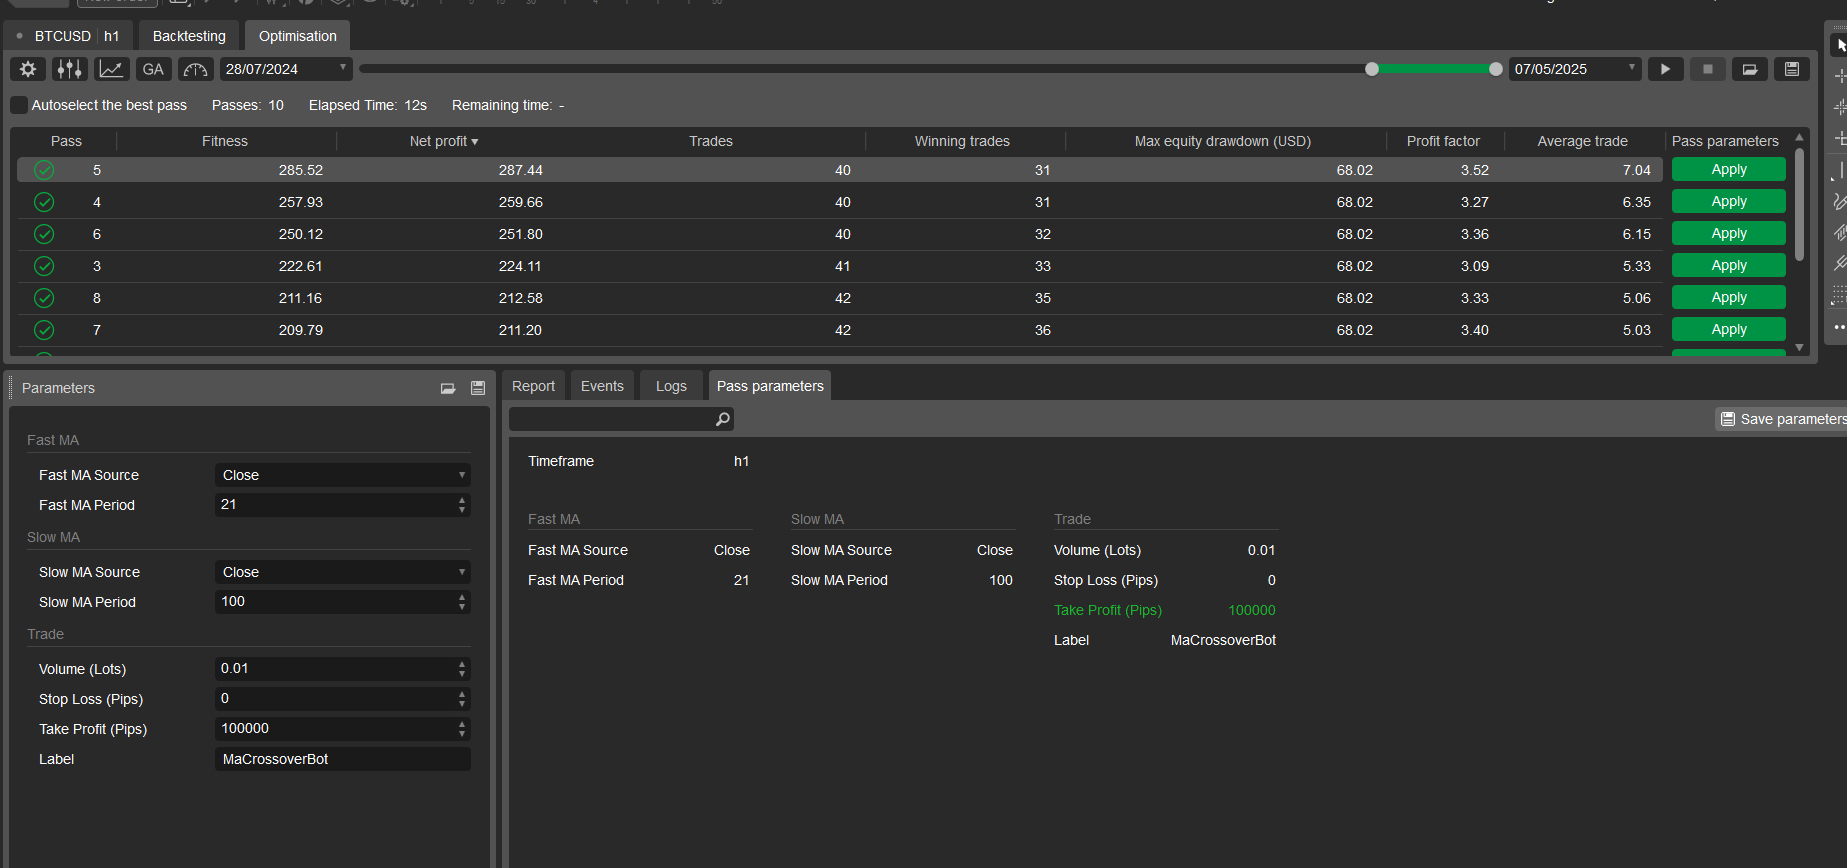 BTCUSD h1 Backtesting Optimisation
GA 28/07/2024 07/05/2025
Autoselect the best pass Passes: 10 Elapsed Time: 12s Remaining time: -
Pass Fitness Net profit Trades Winning trades Max equity drawdown (USD) Profit factor Average trade Pass parameters
5 285.52 287.44 40 31 68.02 3.52 7.04 Apply
4 257.93 259.66 40 31 68.02 3.27 6.35 Apply
6 250.12 251.80 40 32 68.02 3.36 6.15 Apply
3 222.61 224.11 41 33 68.02 3.09 5.33 Apply
8 211.16 212.58 42 35 68.02 3.33 5.06 Apply
7 209.79 211.20 42 36 68.02 3.40 5.03 Apply
Parameters
Fast MA
Fast MA Source Close
Fast MA Period 21
Slow MA
Slow MA Source Close
Slow MA Period 100
Trade
Volume (Lots) 0.01
Stop Loss (Pips) 0
Take Profit (Pips) 100000
Label MaCrossoverBot
Report Events Logs Pass parameters
Save parameters
Timeframe h1
Fast MA Slow MA Trade
Fast MA Source Close Slow MA Source Close Volume (Lots) 0.01
Fast MA Period 21 Slow MA Period 100 Stop Loss (Pips) 0
Take Profit (Pips) 100000
Label MaCrossoverBot